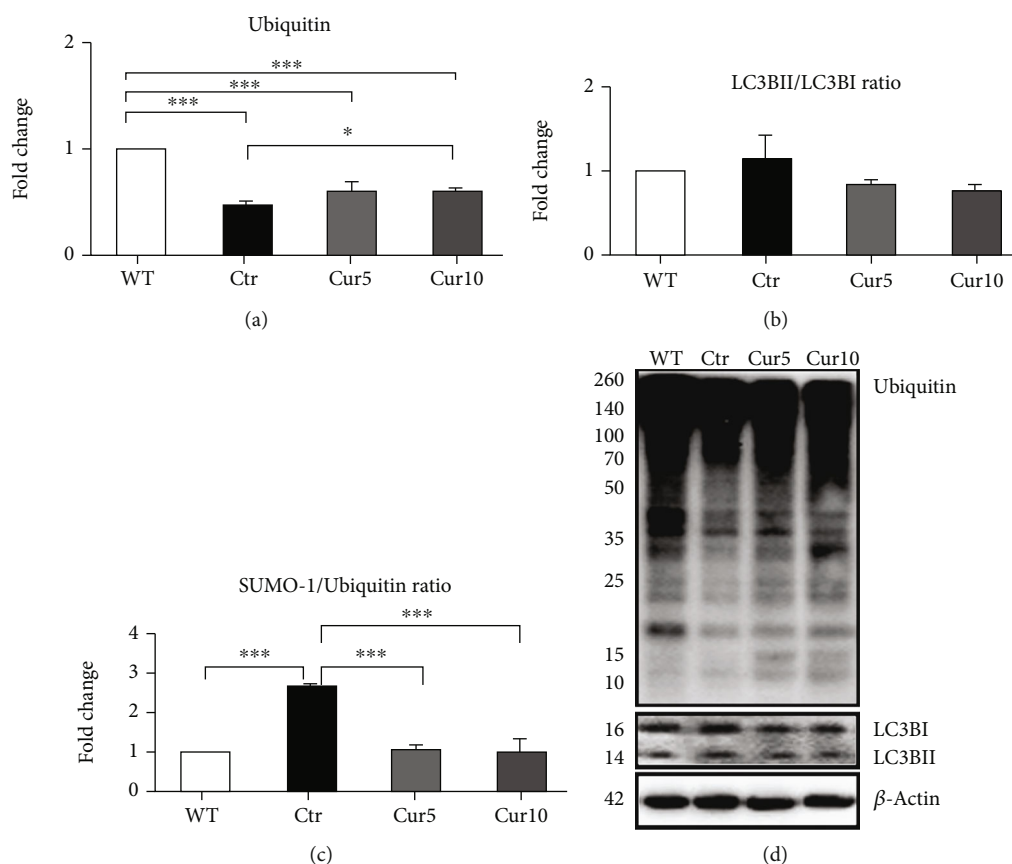 Ubiquitin
2
1
0
Fold change
***
***
***
*
WT Ctr Cur5 Cur10
(a)
LC3BII/LC3BI ratio
2
1
0
Fold change
WT Ctr Cur5 Cur10
(b)
SUMO-1/Ubiquitin ratio
4
3
2
1
0
Fold change
***
***
***
WT Ctr Cur5 Cur10
(c)
WT Ctr Cur5 Cur10
260
140
100
70
50
35
25
15
10
Ubiquitin
16 LC3BI
14 LC3BII
42 β-Actin
(d)